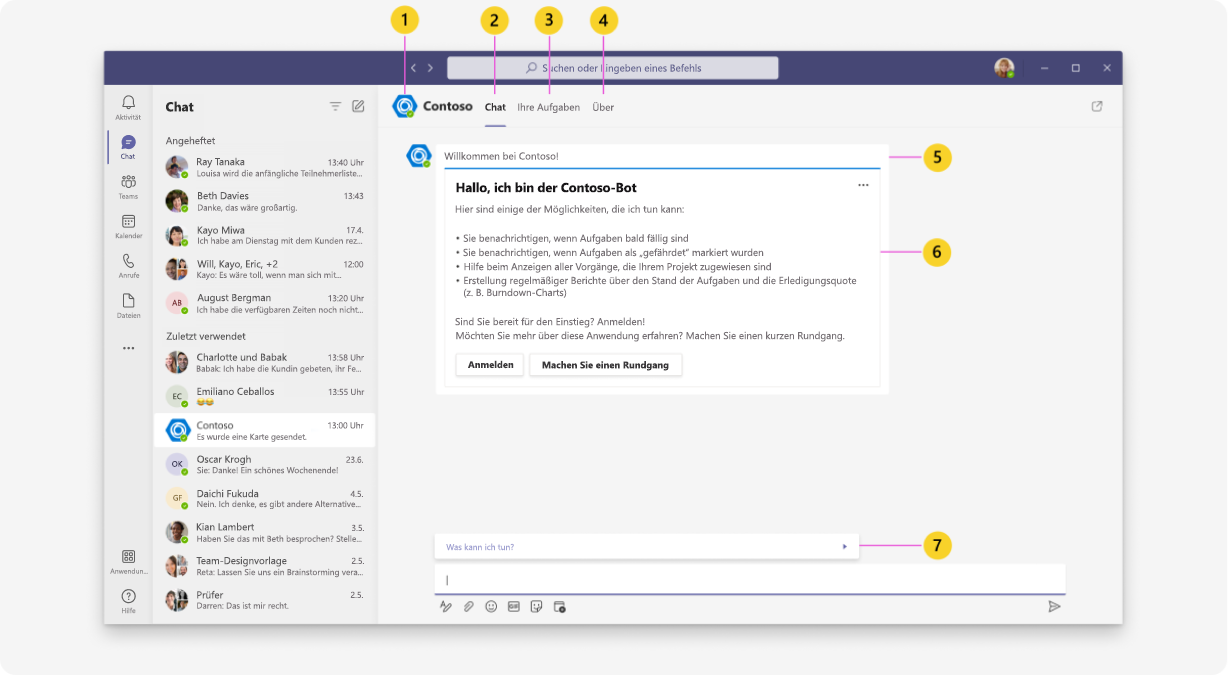 1
2
3
4
Suchen oder Eingeben eines Befehls
Aktivität
Chat
Teams
Kalender
Anrufe
Dateien
Anwendun...
Hilfe
Chat
Angeheftet
Ray Tanaka 13:40 Uhr
Louisa wird die anfängliche Teilnehmerliste...
Beth Davies 13:43
Danke, das wäre großartig.
Kayo Miwa 17.4.
Ich habe am Dienstag mit dem Kunden rez...
Will, Kayo, Eric, +2 12:00
Kayo: Es wäre toll, wenn man sich mit...
AB
August Bergman 13:20 Uhr
Ich habe die verfügbaren Zeiten noch nicht...
Zuletzt verwendet
Charlotte und Babak 13:58 Uhr
Babak: Ich habe die Kundin gebeten, ihr Fe...
EC
Emiliano Ceballos 13:55 Uhr
Contoso 13:00 Uhr
Es wurde eine Karte gesendet.
OK
Oscar Krogh 23.6.
Sie: Danke! Ein schönes Wochenende!
GF
Daichi Fukuda 4.5.
Nein. Ich denke, es gibt andere Alternative...
Kian Lambert 3.5.
Haben Sie das mit Beth besprochen? Stelle...
Team-Designvorlage 2.5.
Reta: Lassen Sie uns ein Brainstorming vera...
Prüfer 2.5.
Darren: Das ist mir recht.
Contoso Chat Ihre Aufgaben Über
Willkommen bei Contoso!
5
Hallo, ich bin der Contoso-Bot
Hier sind einige der Möglichkeiten, die ich tun kann:
• Sie benachrichtigen, wenn Aufgaben bald fällig sind
• Sie benachrichtigen, wenn Aufgaben als „gefährdet" markiert wurden
6
• Hilfe beim Anzeigen aller Vorgänge, die Ihrem Projekt zugewiesen sind
• Erstellung regelmäßiger Berichte über den Stand der Aufgaben und die Erledigungsquote
(z. B. Burndown-Charts)
Sind Sie bereit für den Einstieg? Anmelden!
Möchten Sie mehr über diese Anwendung erfahren? Machen Sie einen kurzen Rundgang.
Anmelden
Machen Sie einen Rundgang
Was kann ich tun?
7
GIF